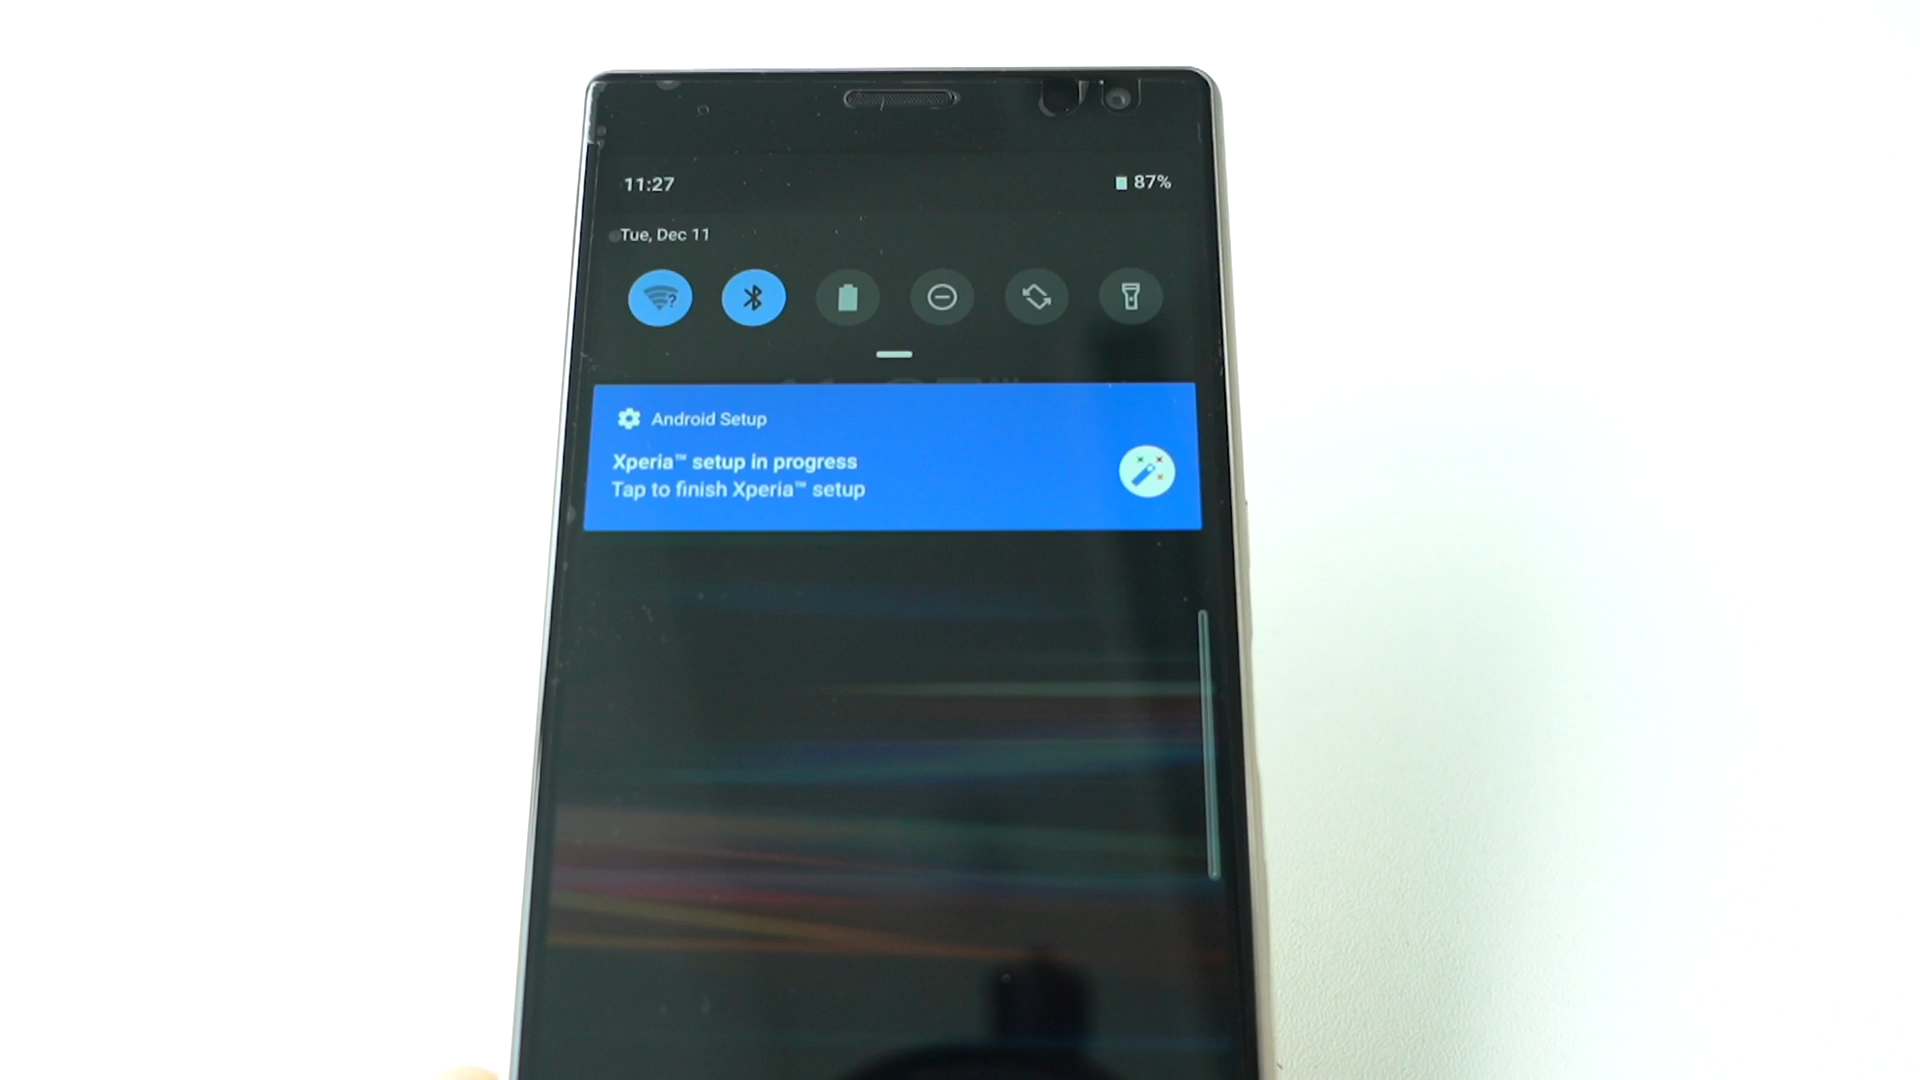 11:27
87%
Tue, Dec 11
Android Setup
Xperia™ setup in progress
Tap to finish Xperia™ setup